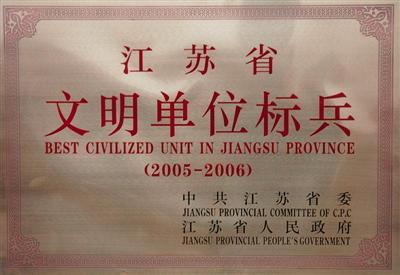 江苏省
文明单位标兵
BEST CIVILIZED UNIT IN JIANGSU PROVINCE
(2005-2006)
中共江苏省委
JIANGSU PROVINCIAL COMMITTEE OF C.P.C
江苏省人民政府
JIANGSU PROVINCIAL PEOPLE'S GOVERNMENT